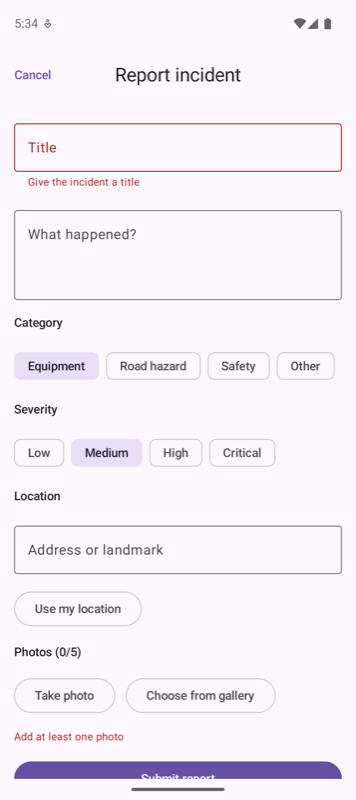 5:34
Cancel
Report incident
Title
Give the incident a title
What happened?
Category
Equipment Road hazard Safety Other
Severity
Low Medium High Critical
Location
Address or landmark
Use my location
Photos (0/5)
Take photo Choose from gallery
Add at least one photo
Submit report